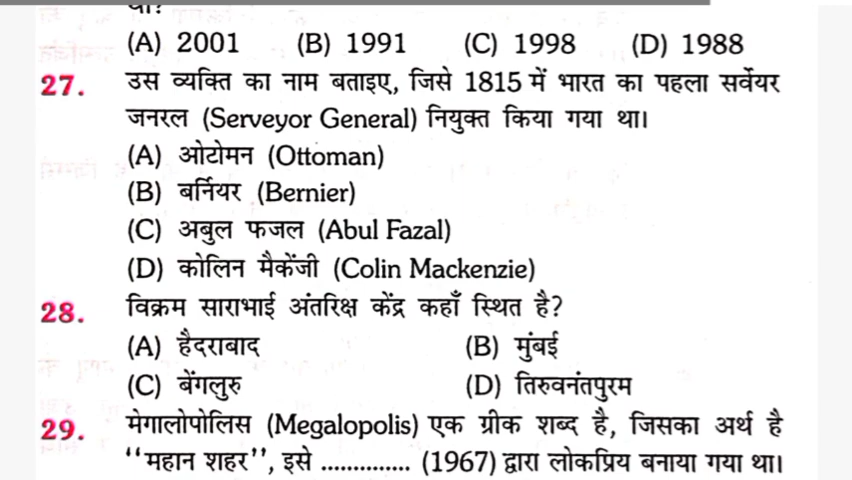 था?
(A) 2001 (B) 1991 (C) 1998 (D) 1988
27. उस व्यक्ति का नाम बताइए, जिसे 1815 में भारत का पहला सर्वेयर
जनरल (Serveyor General) नियुक्त किया गया था।
(A) ओटोमन (Ottoman)
(B) बर्नियर (Bernier)
(C) अबुल फजल (Abul Fazal)
(D) कोलिन मैकेंजी (Colin Mackenzie)
28. विक्रम साराभाई अंतरिक्ष केंद्र कहाँ स्थित है?
(A) हैदराबाद (B) मुंबई
(C) बेंगलुरु (D) तिरुवनंतपुरम
29. मेगालोपोलिस (Megalopolis) एक ग्रीक शब्द है, जिसका अर्थ है
‘‘महान शहर’’, इसे .............. (1967) द्वारा लोकप्रिय बनाया गया था।